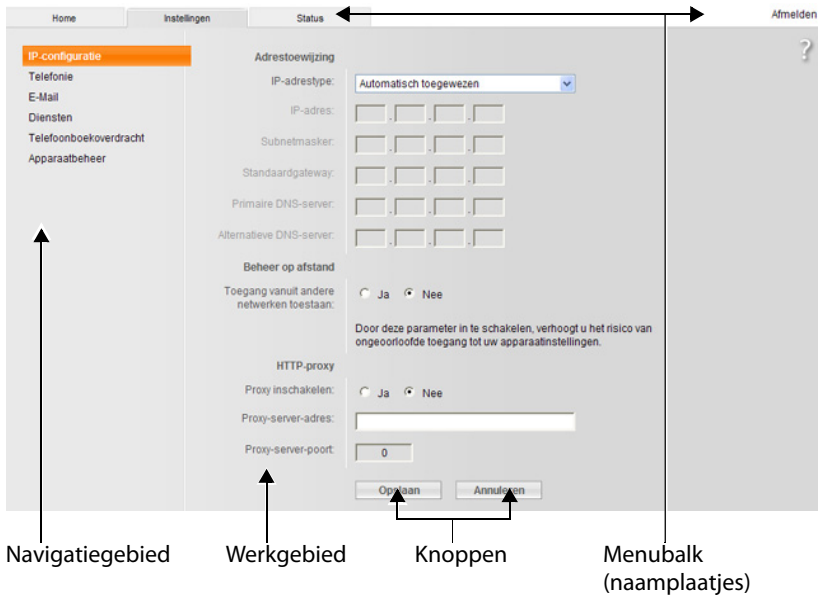 Home Instellingen Status Afmelden
?
IP-configuratie
Telefonie
E-Mail
Diensten
Telefoonboekoverdracht
Apparaatbeheer
Adrestoewijzing
IP-adrestype: Automatisch toegewezen
IP-adres: . . .
Subnetmasker: . . .
Standaardgateway: . . .
Primaire DNS-server: . . .
Alternatieve DNS-server: . . .
Beheer op afstand
Toegang vanuit andere
netwerken toestaan: Ja Nee
Door deze parameter in te schakelen, verhoogt u het risico van
ongeoorloofde toegang tot uw apparaatinstellingen.
HTTP-proxy
Proxy inschakelen: Ja Nee
Proxy-server-adres:
Proxy-server-poort: 0
Opslaan Annuleren
Navigatiegebied Werkgebied Knoppen Menubalk
(naamplaatjes)